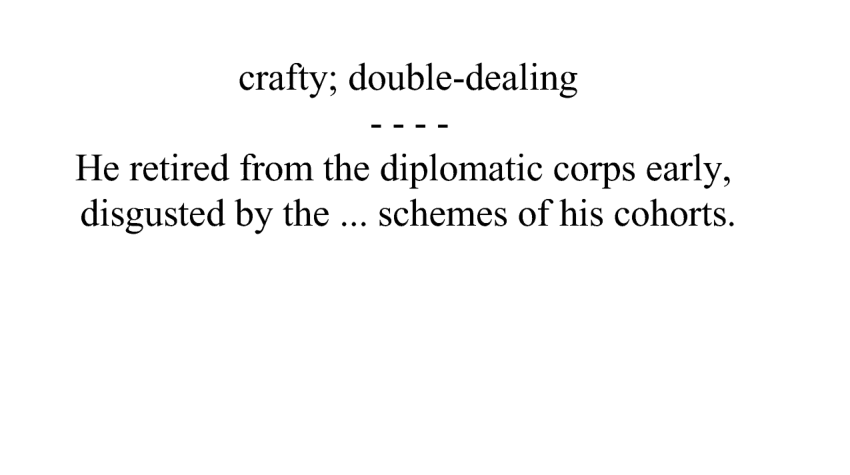 crafty; double-dealing
- - - -
He retired from the diplomatic corps early,
disgusted by the ... schemes of his cohorts.